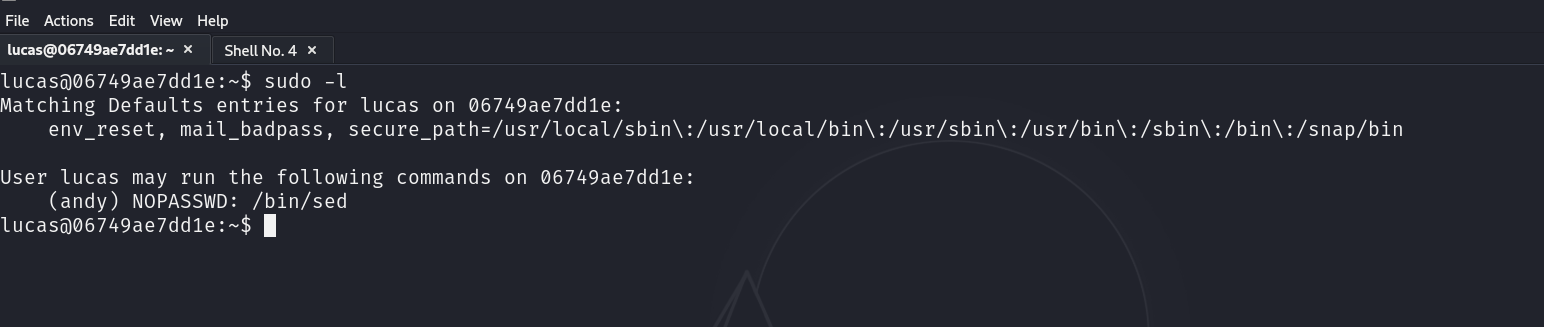 File Actions Edit View Help
lucas@06749ae7dd1e: ~ × Shell No. 4 ×
lucas@06749ae7dd1e:~$ sudo -l
Matching Defaults entries for lucas on 06749ae7dd1e:
    env_reset, mail_badpass, secure_path=/usr/local/sbin\:/usr/local/bin\:/usr/sbin\:/usr/bin\:/sbin\:/bin\:/snap/bin
User lucas may run the following commands on 06749ae7dd1e:
    (andy) NOPASSWD: /bin/sed
lucas@06749ae7dd1e:~$